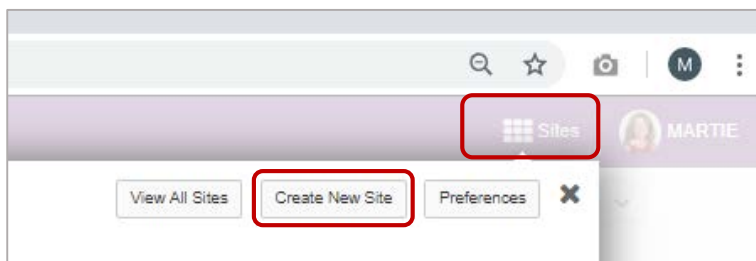 M
Sites
MARTIE
View All Sites Create New Site Preferences